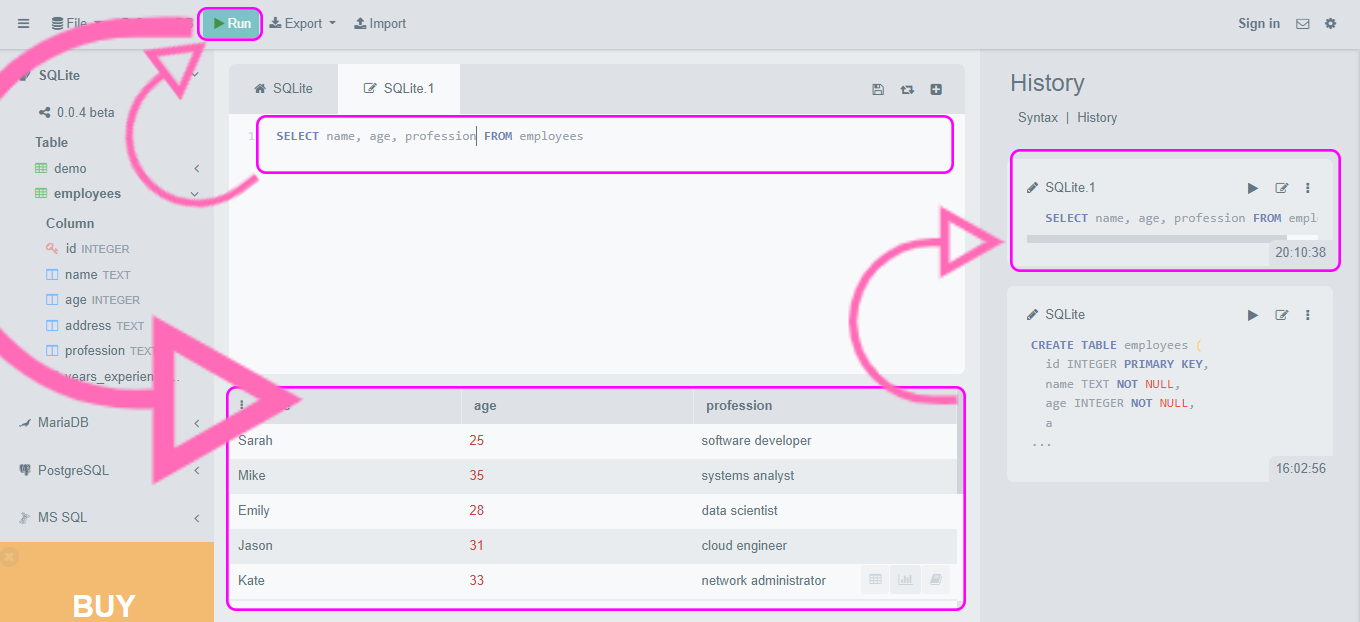 File
Run
Export
Import
Sign in
SQLite
0.0.4 beta
Table
demo
employees
Column
id INTEGER
name TEXT
age INTEGER
address TEXT
profession TEXT
MariaDB
PostgreSQL
MS SQL
BUY
SQLite
SQLite.1
1
SELECT name, age, profession FROM employees
age
profession
Sarah 25 software developer
Mike 35 systems analyst
Emily 28 data scientist
Jason 31 cloud engineer
Kate 33 network administrator
History
Syntax | History
SQLite.1
SELECT name, age, profession FROM empl
20:10:38
SQLite
CREATE TABLE employees (
id INTEGER PRIMARY KEY,
name TEXT NOT NULL,
age INTEGER NOT NULL,
a
...
16:02:56